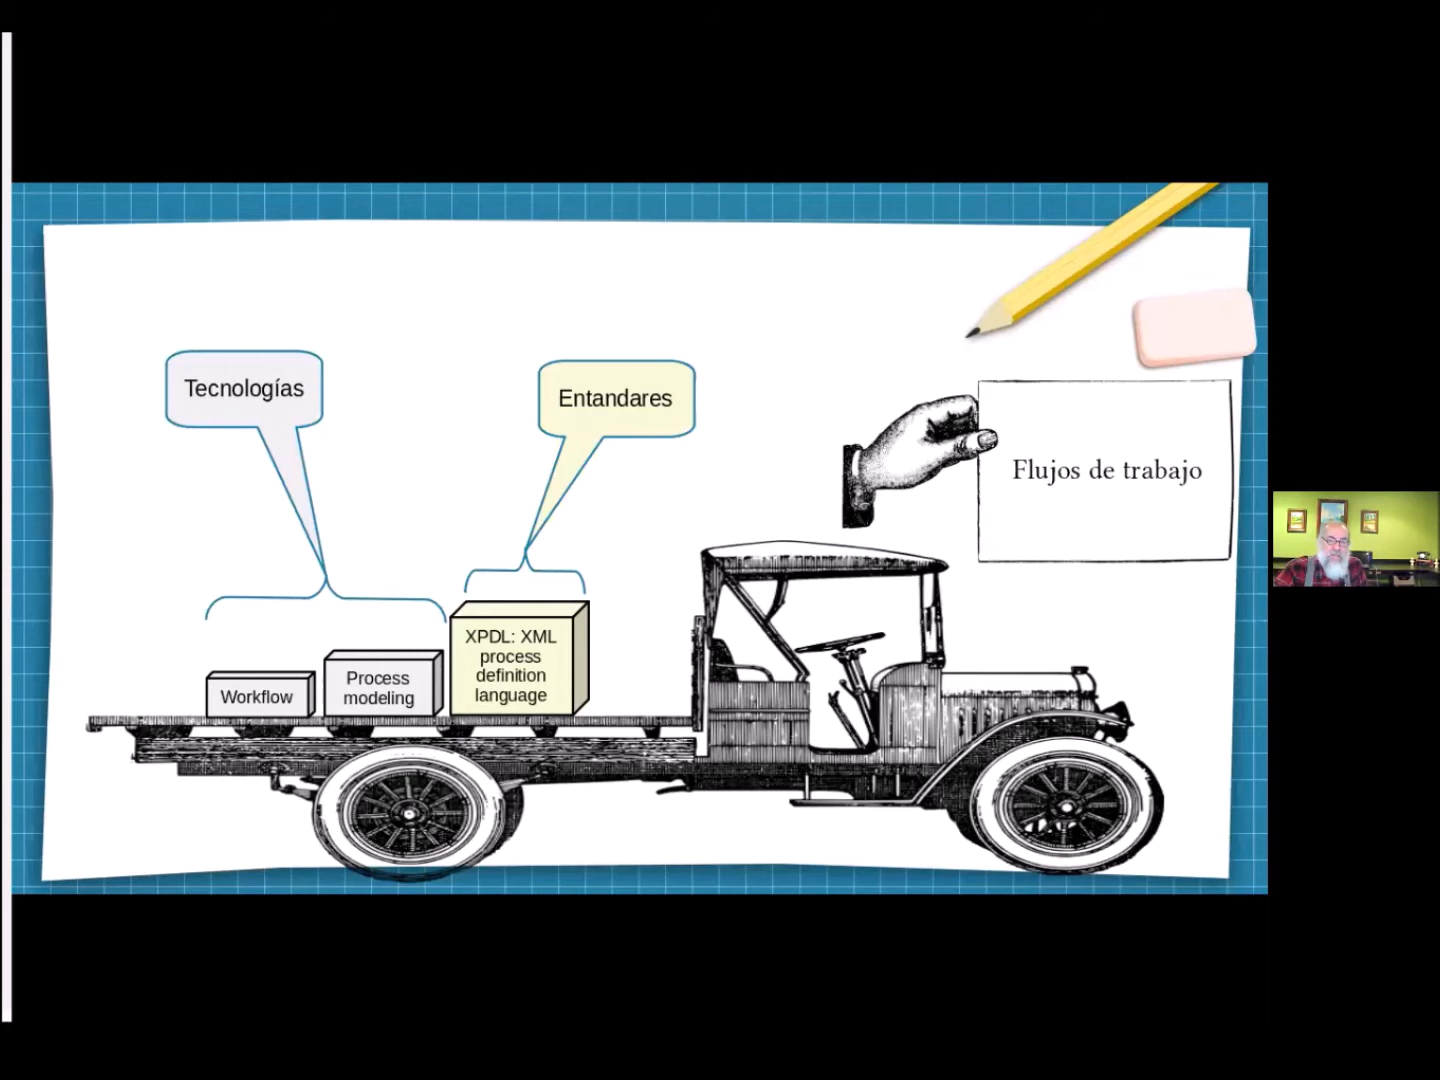 Tecnologías
Entandares
Flujos de trabajo
Workflow
Process
modeling
XPDL: XML
process
definition
language